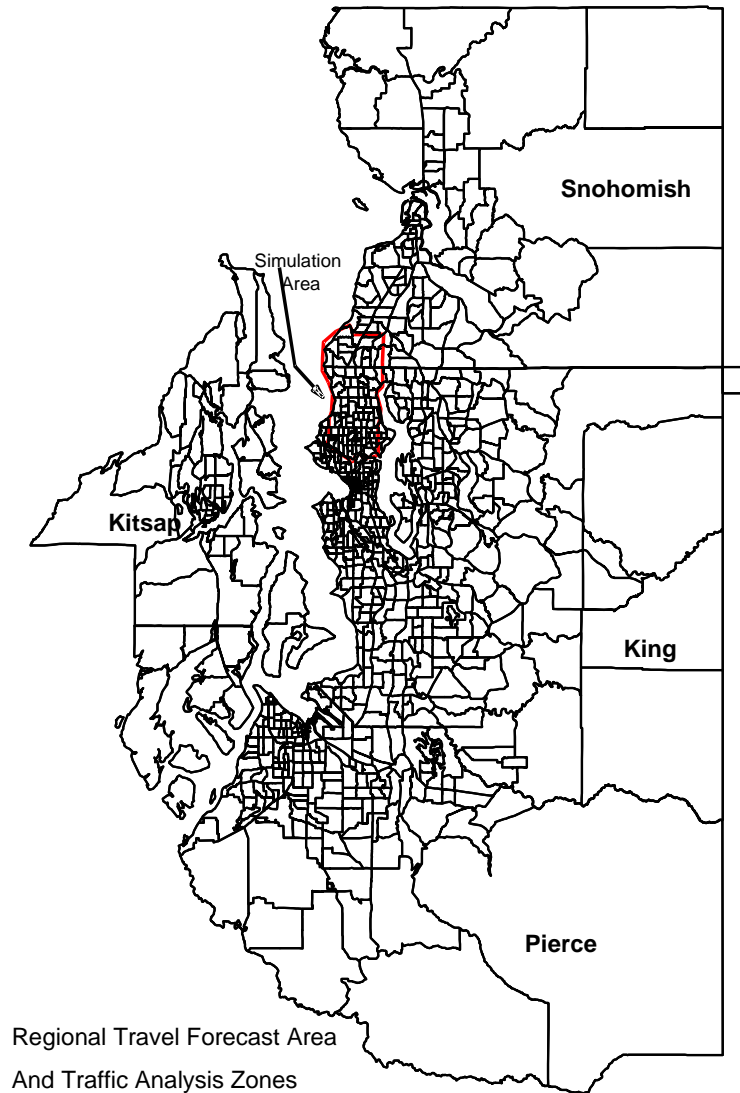 Snohomish
Simulation
Area
Kitsap
King
Pierce
Regional Travel Forecast Area
And Traffic Analysis Zones